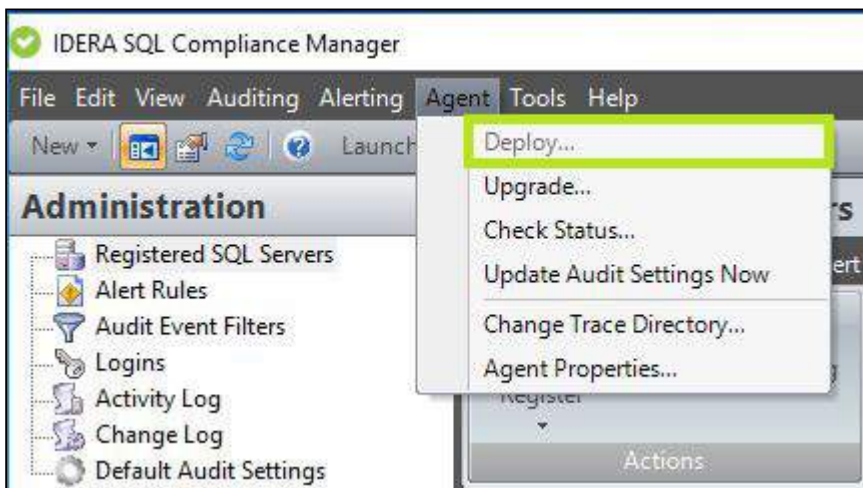 IDERA SQL Compliance Manager
File Edit View Auditing Alerting Agent Tools Help
New Launch
Deploy...
Upgrade...
Check Status...
Update Audit Settings Now
Change Trace Directory...
Agent Properties...
Administration
Registered SQL Servers
Alert Rules
Audit Event Filters
Logins
Activity Log
Change Log
Default Audit Settings
Register
Actions